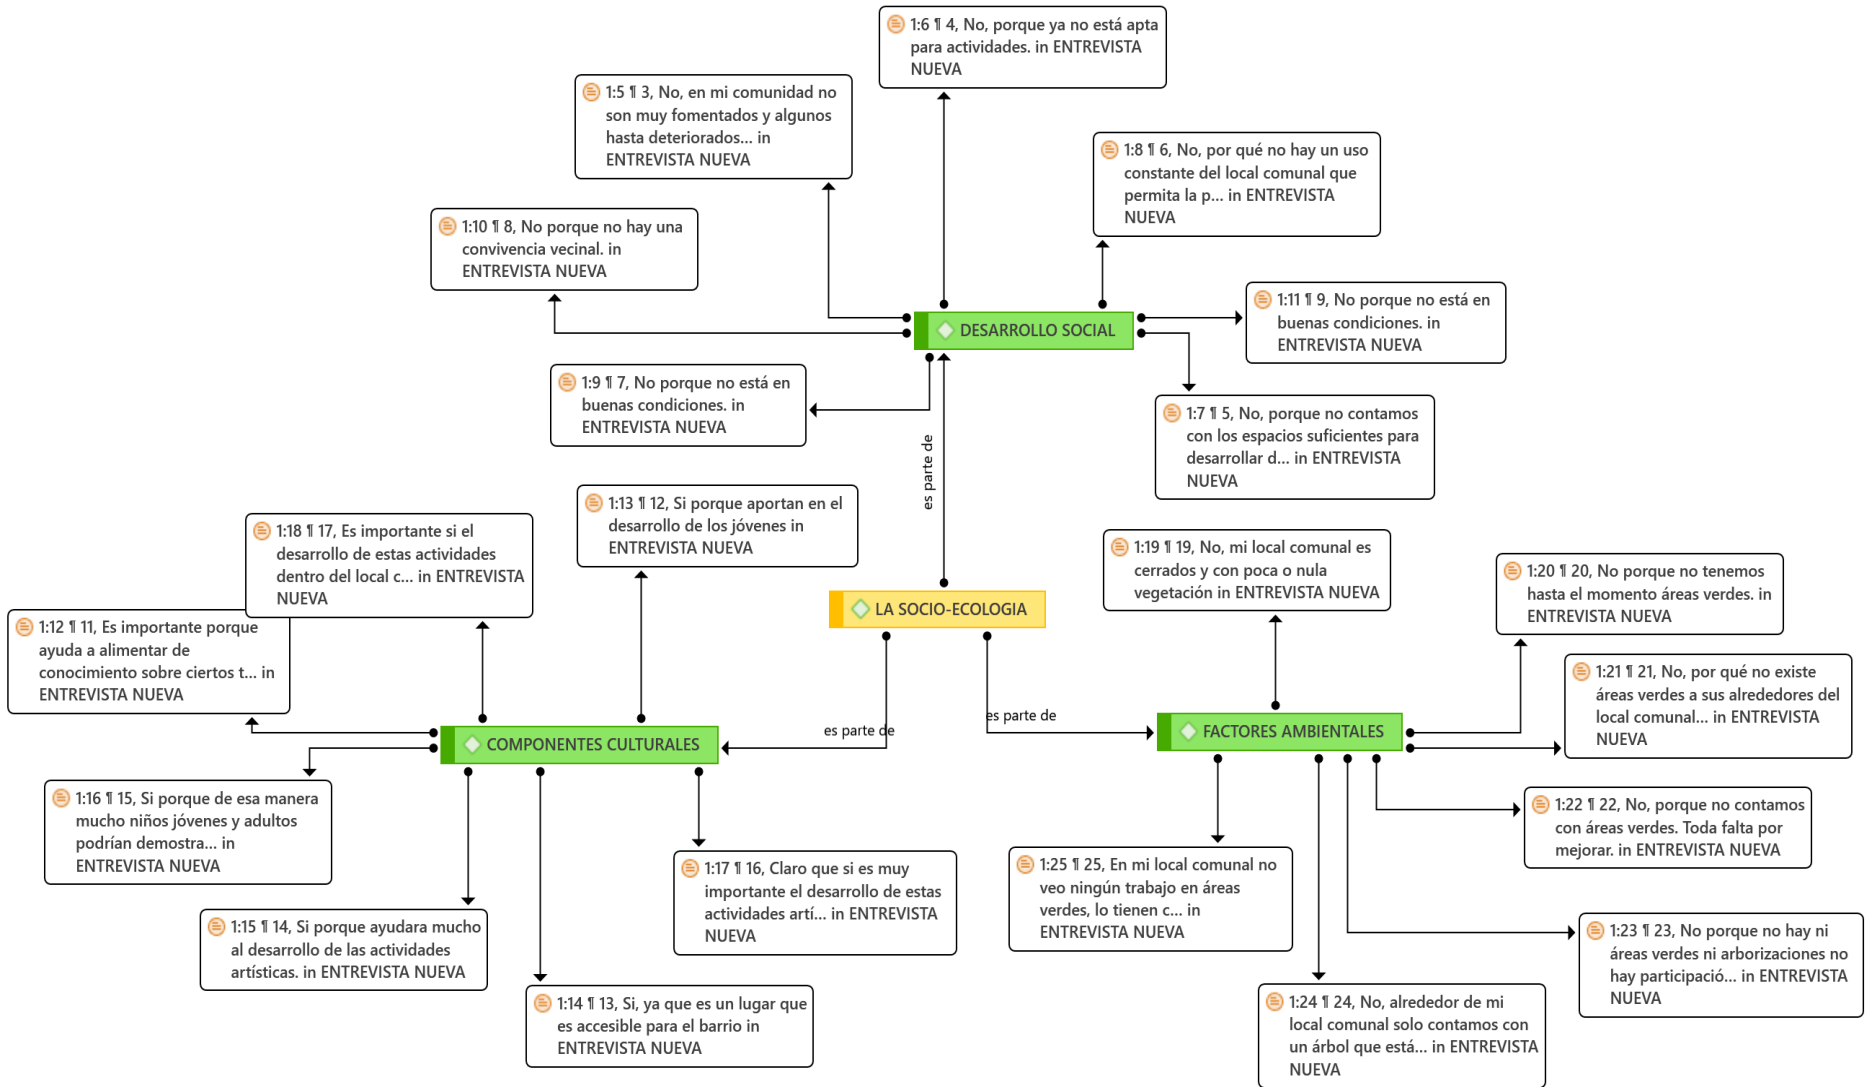 1:6 ¶ 4, No, porque ya no está apta
para actividades. in ENTREVISTA
NUEVA
1:5 ¶ 3, No, en mi comunidad no
son muy fomentados y algunos
hasta deteriorados... in
ENTREVISTA NUEVA
1:8 ¶ 6, No, por qué no hay un uso
constante del local comunal que
permita la p... in ENTREVISTA
NUEVA
1:10 ¶ 8, No porque no hay una
convivencia vecinal. in
ENTREVISTA NUEVA
1:11 ¶ 9, No porque no está en
buenas condiciones. in
ENTREVISTA NUEVA
DESARROLLO SOCIAL
1:9 ¶ 7, No porque no está en
buenas condiciones. in
ENTREVISTA NUEVA
1:7 ¶ 5, No, porque no contamos
con los espacios suficientes para
desarrollar d... in ENTREVISTA
NUEVA
es parte de
1:13 ¶ 12, Si porque aportan en el
desarrollo de los jóvenes in
ENTREVISTA NUEVA
1:18 ¶ 17, Es importante si el
desarrollo de estas actividades
dentro del local c... in ENTREVISTA
NUEVA
1:19 ¶ 19, No, mi local comunal es
cerrados y con poca o nula
vegetación in ENTREVISTA NUEVA
1:20 ¶ 20, No porque no tenemos
hasta el momento áreas verdes. in
ENTREVISTA NUEVA
LA SOCIO-ECOLOGIA
1:12 ¶ 11, Es importante porque
ayuda a alimentar de
conocimiento sobre ciertos t... in
ENTREVISTA NUEVA
1:21 ¶ 21, No, por qué no existe
áreas verdes a sus alrededores del
local comunal... in ENTREVISTA
NUEVA
es parte de
es parte de
COMPONENTES CULTURALES
FACTORES AMBIENTALES
1:16 ¶ 15, Si porque de esa manera
mucho niños jóvenes y adultos
podrían demostra... in
ENTREVISTA NUEVA
1:22 ¶ 22, No, porque no contamos
con áreas verdes. Toda falta por
mejorar. in ENTREVISTA NUEVA
1:17 ¶ 16, Claro que si es muy
importante el desarrollo de estas
actividades artí... in ENTREVISTA
NUEVA
1:25 ¶ 25, En mi local comunal no
veo ningún trabajo en áreas
verdes, lo tienen c... in
ENTREVISTA NUEVA
1:15 ¶ 14, Si porque ayudara mucho
al desarrollo de las actividades
artísticas. in ENTREVISTA NUEVA
1:23 ¶ 23, No porque no hay ni
áreas verdes ni arborizaciones no
hay participació... in ENTREVISTA
NUEVA
1:14 ¶ 13, Si, ya que es un lugar que
es accesible para el barrio in
ENTREVISTA NUEVA
1:24 ¶ 24, No, alrededor de mi
local comunal solo contamos con
un árbol que está... in ENTREVISTA
NUEVA